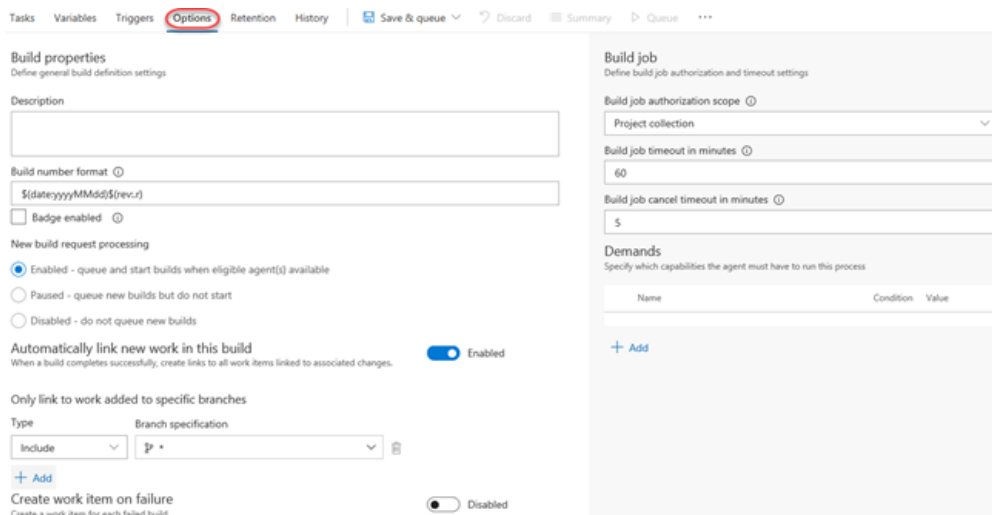 Tasks Variables Triggers Options Retention History Save & queue Discard Summary Queue ...
Build properties
Define general build definition settings
Description
Build number format
$(date:yyyyMMdd)$(rev:.r)
Badge enabled
New build request processing
Enabled - queue and start builds when eligible agent(s) available
Paused - queue new builds but do not start
Disabled - do not queue new builds
Automatically link new work in this build
Enabled
When a build completes successfully, create links to all work items linked to associated changes.
Only link to work added to specific branches
Type Branch specification
Include *
+ Add
Create work item on failure
Disabled
Create a work item for each failed build
Build job
Define build job authorization and timeout settings
Build job authorization scope
Project collection
Build job timeout in minutes
60
Build job cancel timeout in minutes
5
Demands
Specify which capabilities the agent must have to run this process
Name Condition Value
+ Add